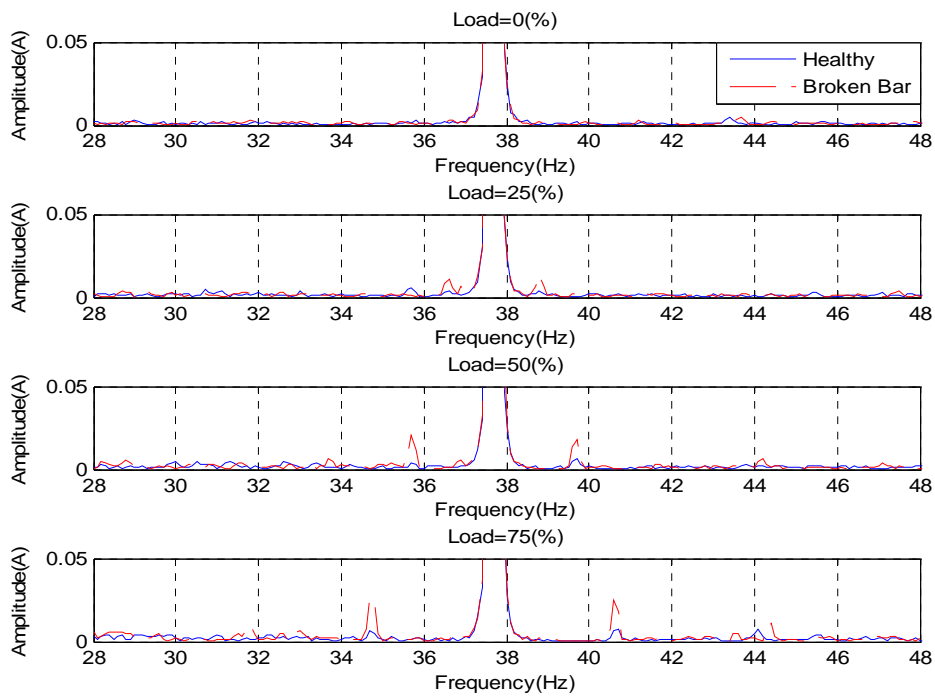 Load=0(%)
0.05
Healthy
Broken Bar
Amplitude(A)
0
28 30 32 34 36 38 40 42 44 46 48
Frequency(Hz)
Load=25(%)
0.05
Amplitude(A)
0
28 30 32 34 36 38 40 42 44 46 48
Frequency(Hz)
Load=50(%)
0.05
Amplitude(A)
0
28 30 32 34 36 38 40 42 44 46 48
Frequency(Hz)
Load=75(%)
0.05
Amplitude(A)
0
28 30 32 34 36 38 40 42 44 46 48
Frequency(Hz)